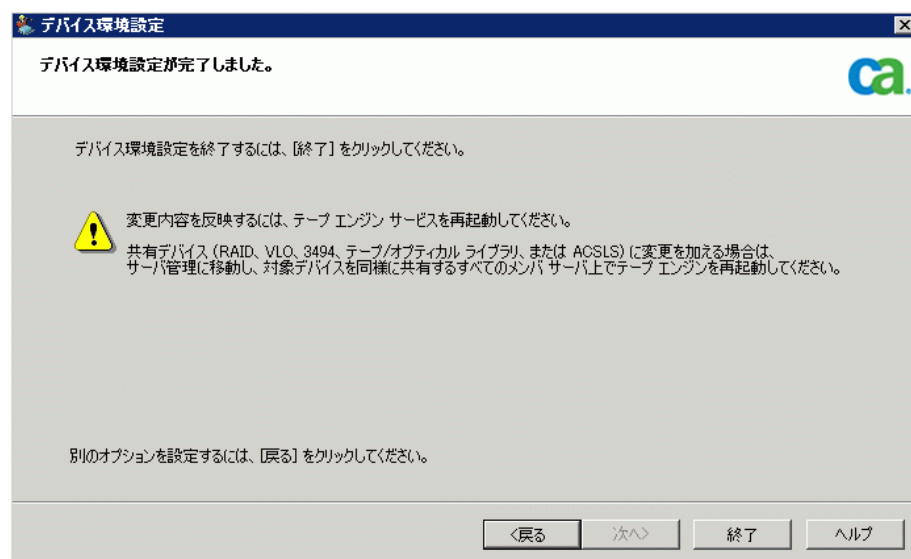 デバイス環境設定
デバイス環境設定が完了しました。
ca.
デバイス環境設定を終了するには、[終了] をクリックしてください。
変更内容を反映するには、テープ エンジン サービスを再起動してください。
共有デバイス (RAID、VLO、3494、テープ/オプティカル ライブラリ、または ACSLS) に変更を加える場合は、
サーバ管理に移動し、対象デバイスを同様に共有するすべてのメンバ サーバ上でテープ エンジンを再起動してください。
別のオプションを設定するには、[戻る] をクリックしてください。
<戻る 次へ> 終了 ヘルプ